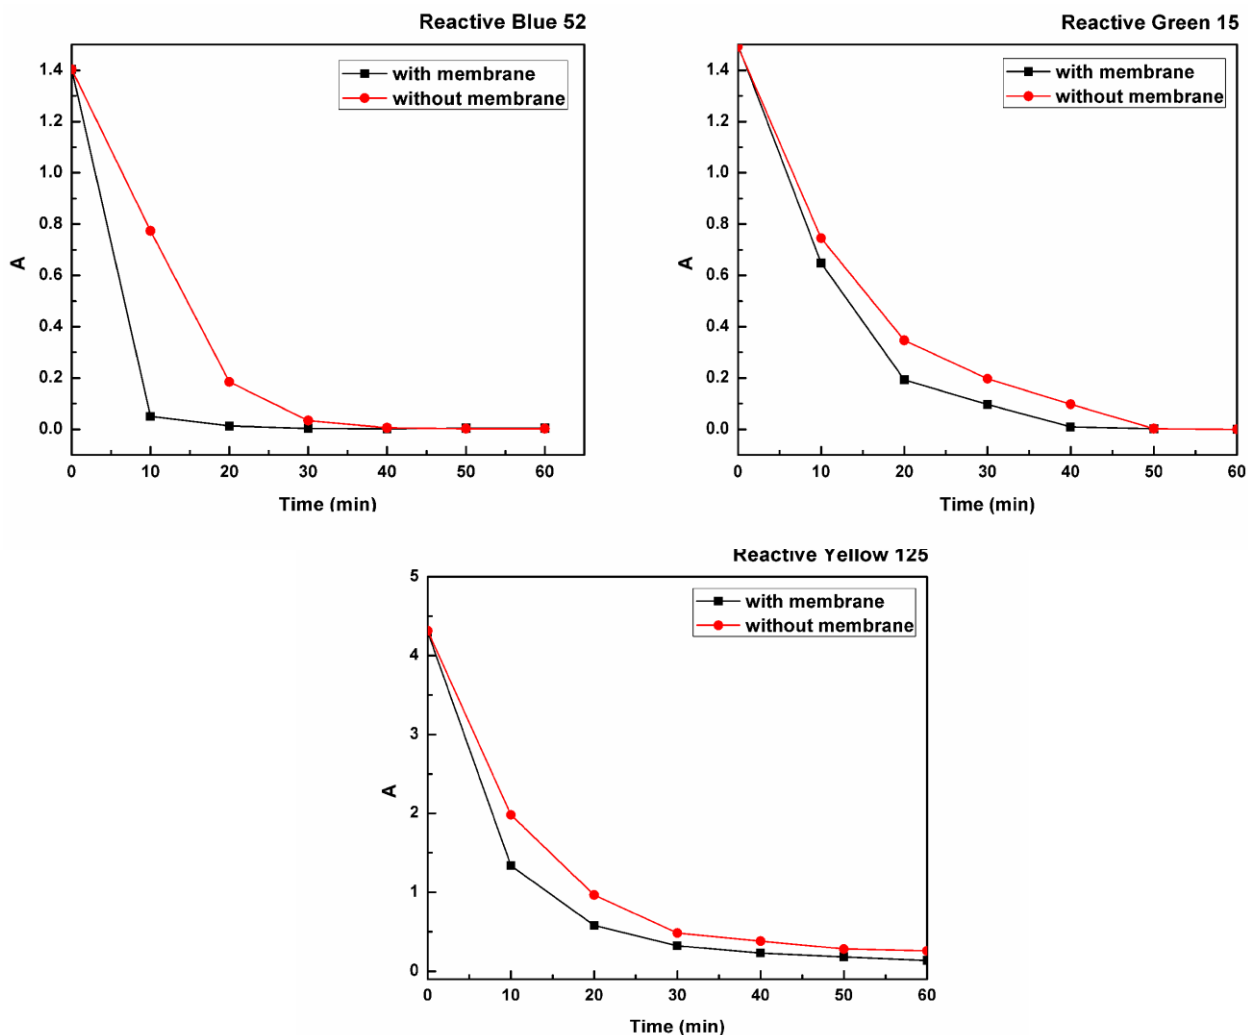 Reactive Blue 52
with membrane
without membrane
1.4
1.2
1.0
0.8
0.6
0.4
0.2
0.0
A
0 10 20 30 40 50 60
Time (min)
Reactive Green 15
with membrane
without membrane
1.4
1.2
1.0
0.8
0.6
0.4
0.2
0.0
A
0 10 20 30 40 50 60
Time (min)
Reactive Yellow 125
with membrane
without membrane
5
4
3
2
1
0
A
0 10 20 30 40 50 60
Time (min)